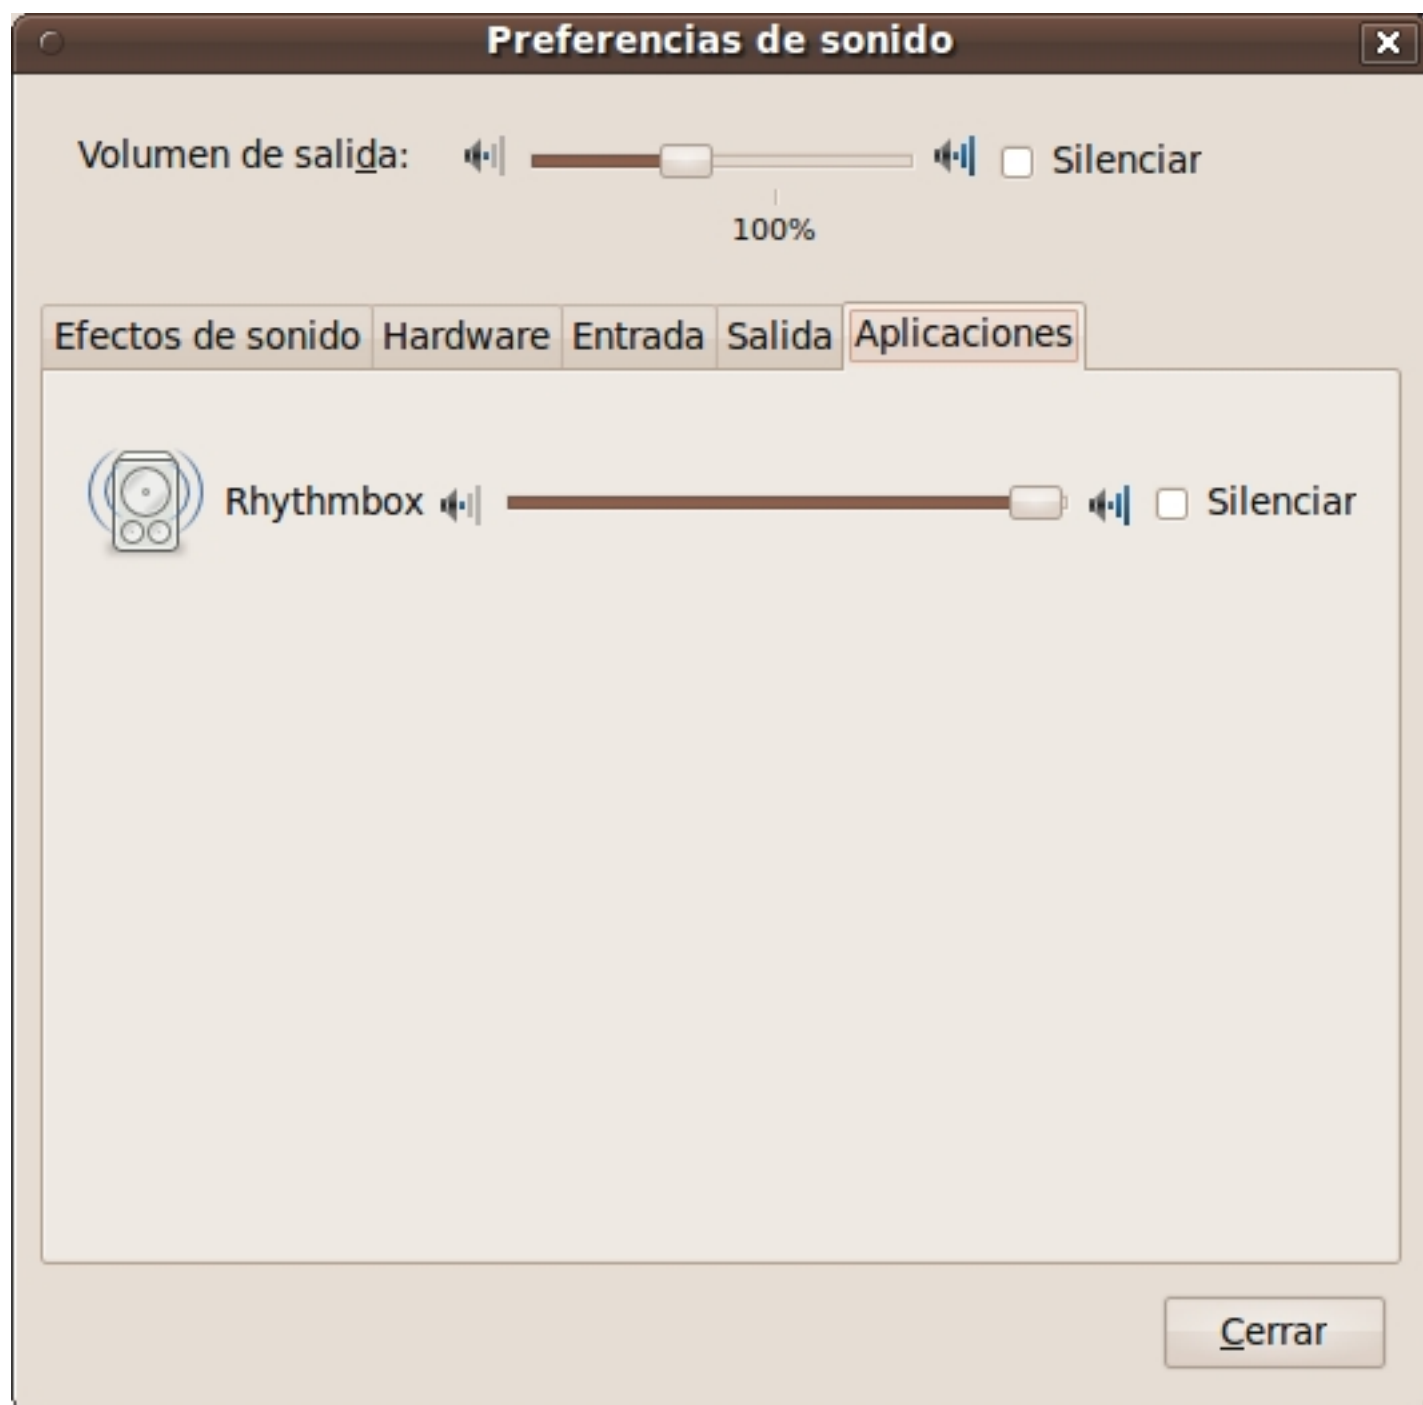 Preferencias de sonido
Volumen de salida: Silenciar
100%
Efectos de sonido Hardware Entrada Salida Aplicaciones
Rhythmbox Silenciar
Cerrar